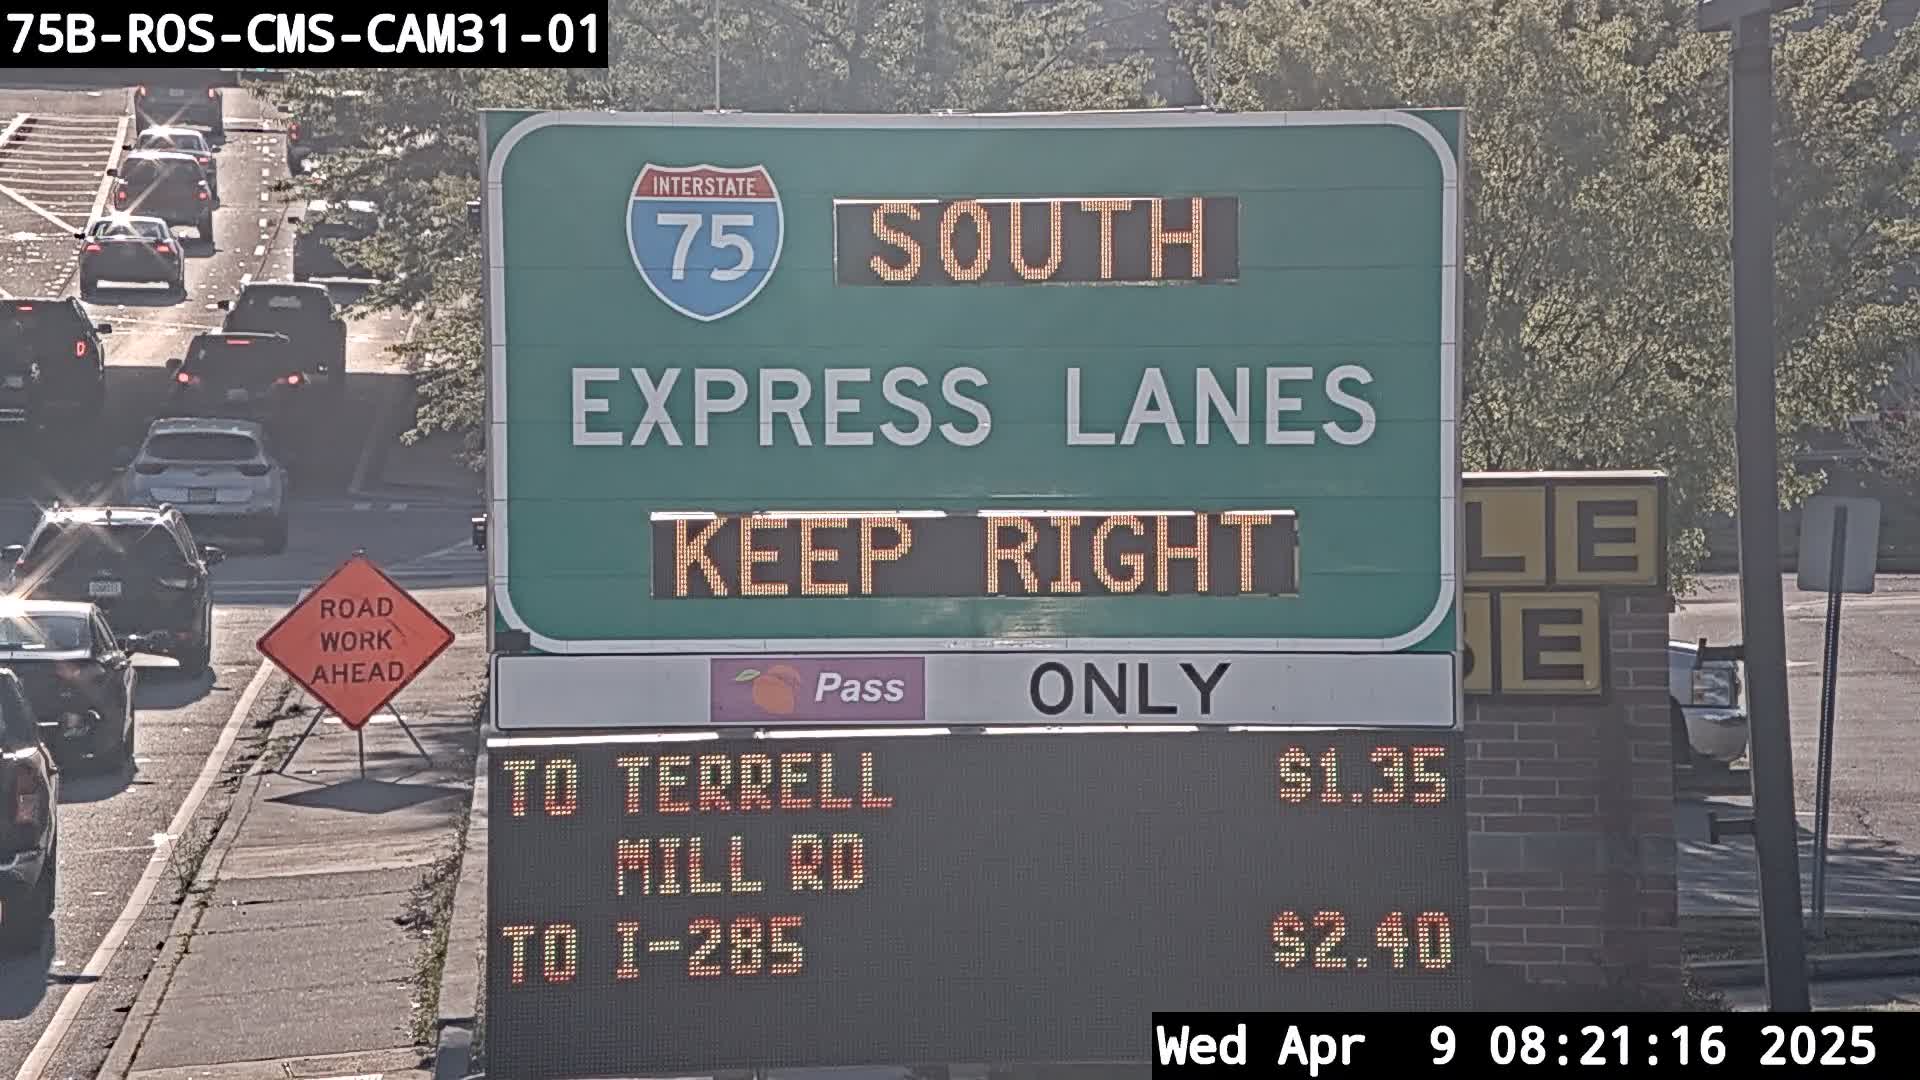 75B-ROS-CMS-CAM31-01
INTERSTATE
75
SOUTH
EXPRESS LANES
KEEP RIGHT
Pass
ONLY
TO TERRELL $1.35
MILL RD
TO I-285 $2.40
ROAD
WORK
AHEAD
LE
E
Wed Apr 9 08:21:16 2025